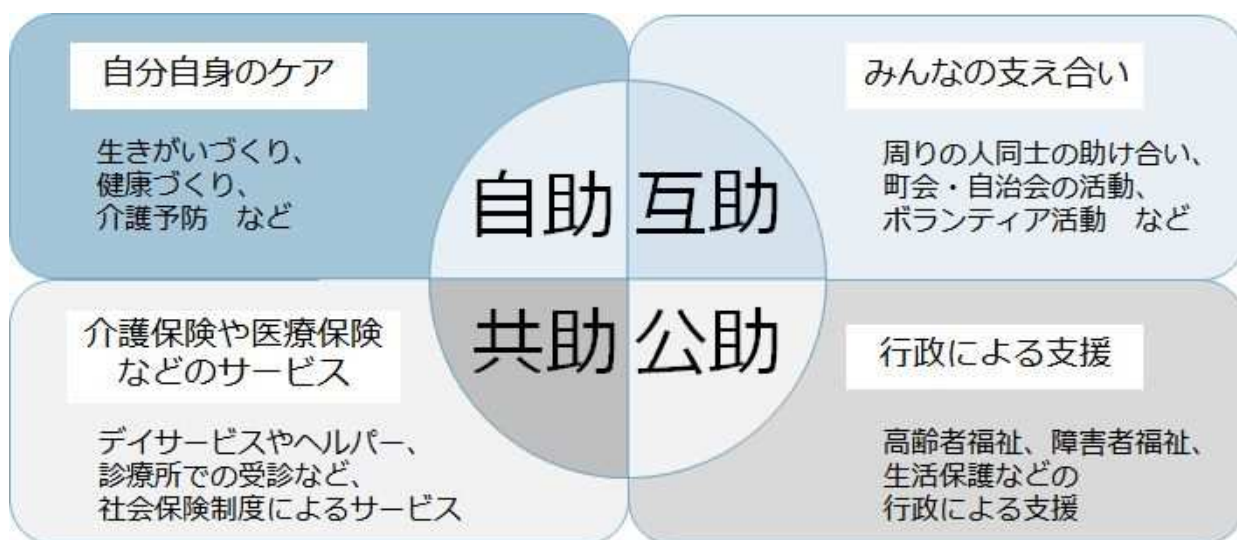 自分自身のケア
生きがいづくり、
健康づくり、
介護予防　など
自助
互助
みんなの支え合い
周りの人同士の助け合い、
町会・自治会の活動、
ボランティア活動　など
介護保険や医療保険
などのサービス
デイサービスやヘルパー、
診療所での受診など、
社会保険制度によるサービス
共助
公助
行政による支援
高齢者福祉、障害者福祉、
生活保護などの
行政による支援